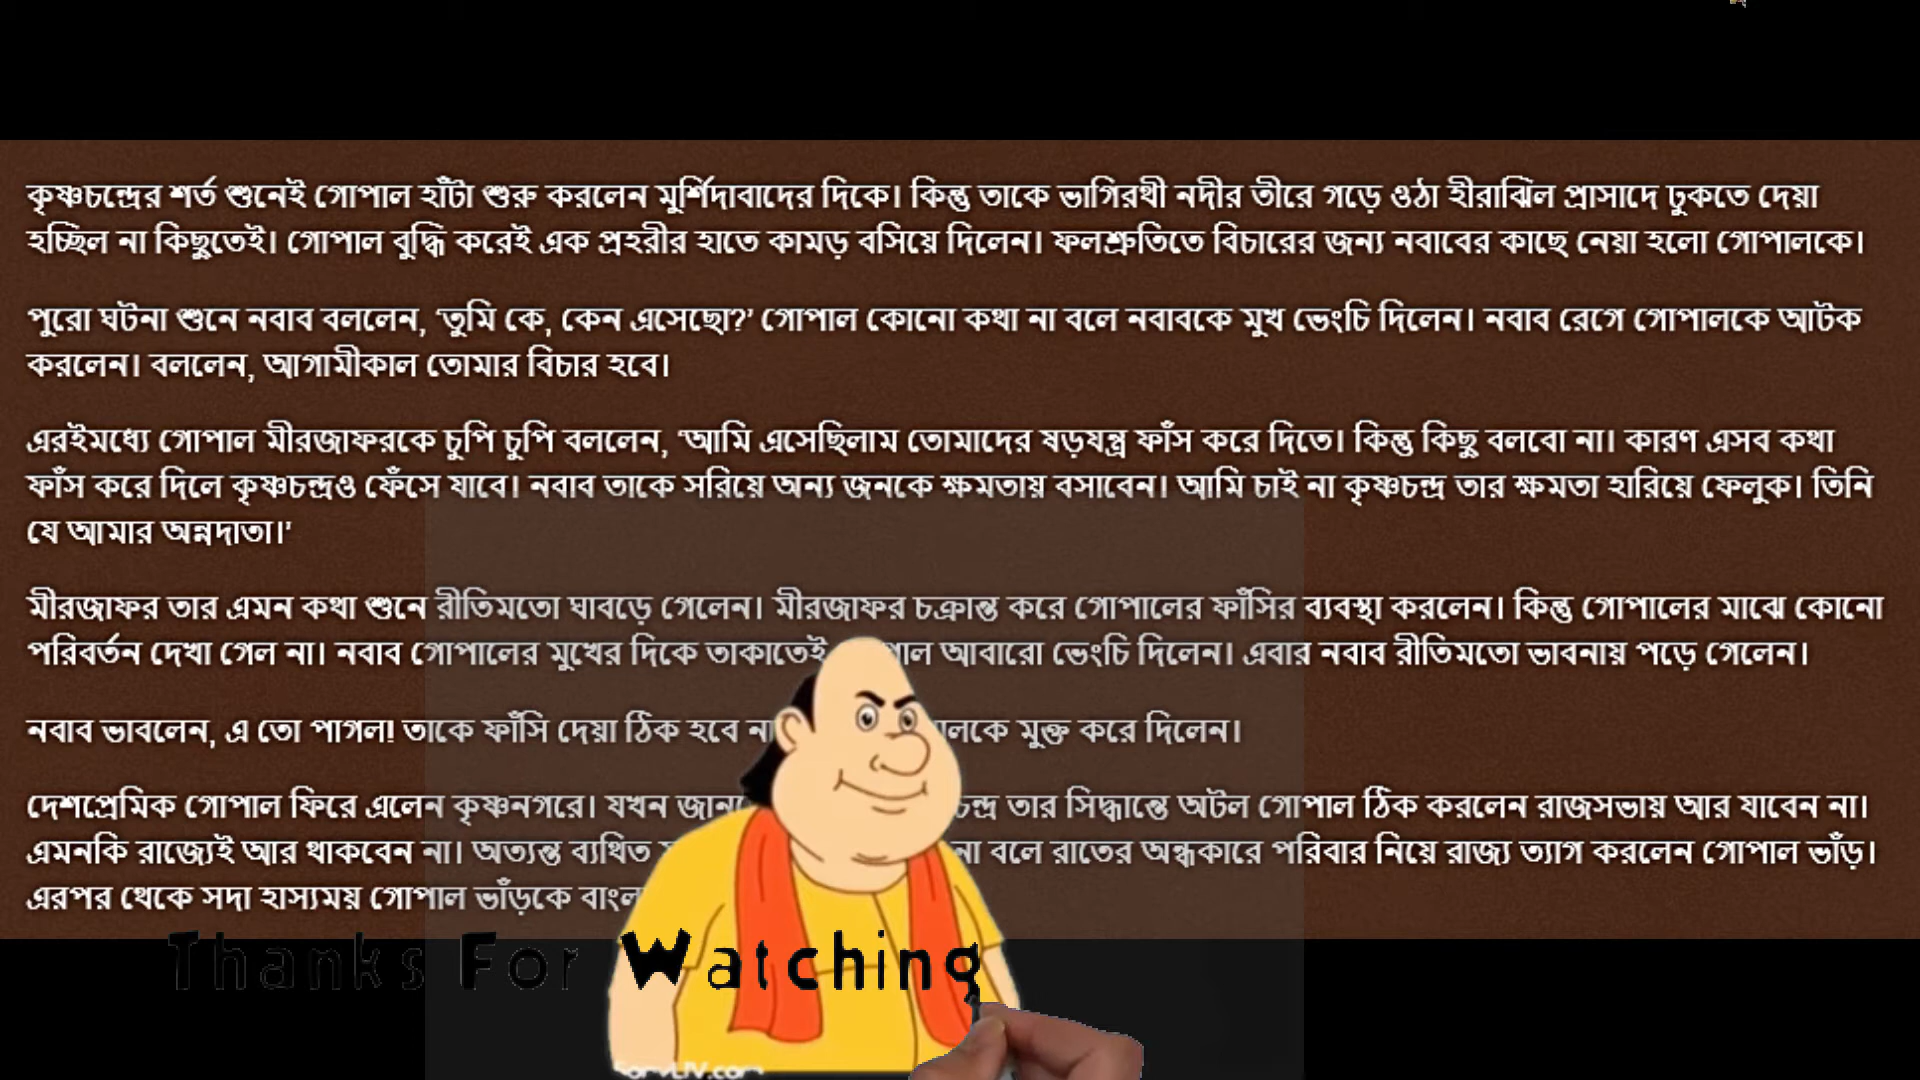 কৃষ্ণচন্দ্রের শর্ত শুনেই গোপাল হাঁটা শুরু করলেন মুর্শিদাবাদের দিকে। কিন্তু তাকে ভাগিরথী নদীর তীরে গড়ে ওঠা হীরাঝিল প্রাসাদে ঢুকতে দেয়া
হচ্ছিল না কিছুতেই। গোপাল বুদ্ধি করেই এক প্রহরীর হাতে কামড় বসিয়ে দিলেন। ফলশ্রুতিতে বিচারের জন্য নবাবের কাছে নেয়া হলো গোপালকে।
পুরো ঘটনা শুনে নবাব বললেন, ‘তুমি কে, কেন এসেছো?’ গোপাল কোনো কথা না বলে নবাবকে মুখ ভেংচি দিলেন। নবাব রেগে গোপালকে আটক
করলেন। বললেন, আগামীকাল তোমার বিচার হবে।
এরইমধ্যে গোপাল মীরজাফরকে চুপি চুপি বললেন, ‘আমি এসেছিলাম তোমাদের ষড়যন্ত্র ফাঁস করে দিতে। কিন্তু কিছু বলবো না। কারণ এসব কথা
ফাঁস করে দিলে কৃষ্ণচন্দ্রও ফেঁসে যাবে। নবাব তাকে সরিয়ে অন্য জনকে ক্ষমতায় বসাবেন। আমি চাই না কৃষ্ণচন্দ্র তার ক্ষমতা হারিয়ে ফেলুক। তিনি
যে আমার অন্নদাতা।’
মীরজাফর তার এমন কথা শুনে রীতিমতো ঘাবড়ে গেলেন। মীরজাফর চক্রান্ত করে গোপালের ফাঁসির ব্যবস্থা করলেন। কিন্তু গোপালের মাঝে কোনো
পরিবর্তন দেখা গেল না। নবাব গোপালের মুখের দিকে তাকাতেই আবারো ভেংচি দিলেন। এবার নবাব রীতিমতো ভাবনায় পড়ে গেলেন।
নবাব ভাবলেন, এ তো পাগল! তাকে ফাঁসি দেয়া ঠিক হবে না মুক্ত করে দিলেন।
দেশপ্রেমিক গোপাল ফিরে এলেন কৃষ্ণনগরে। যখন তার সিদ্ধান্তে অটল গোপাল ঠিক করলেন রাজসভায় আর যাবেন না।
এমনকি রাজ্যেই আর থাকবেন না। অত্যন্ত ব্যথিত না বলে রাতের অন্ধকারে পরিবার নিয়ে রাজ্য ত্যাগ করলেন গোপাল ভাঁড়।
এরপর থেকে সদা হাস্যময় গোপাল ভাঁড়কে
Thanks For Watching